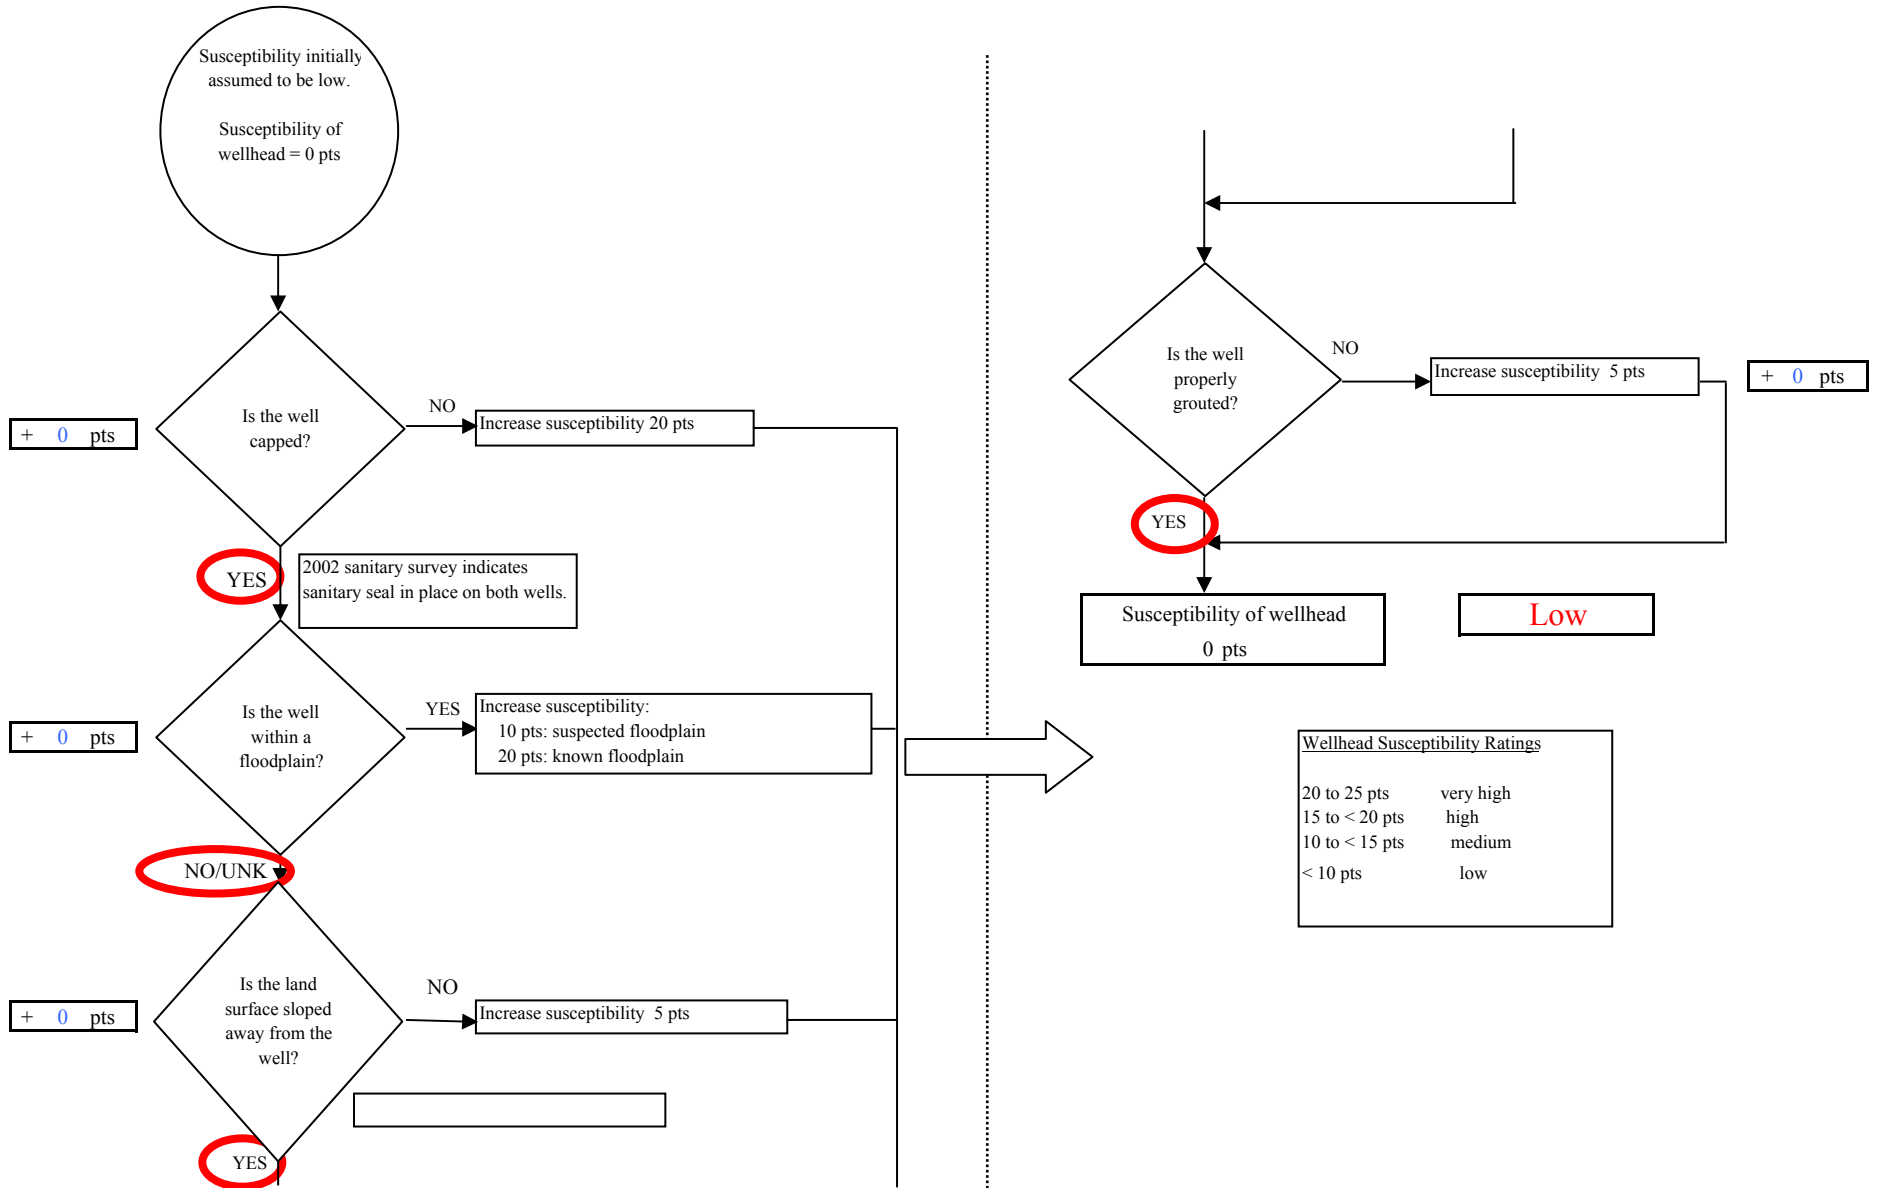 Susceptibility initially
assumed to be low.
Susceptibility of
wellhead = 0 pts
Is the well
capped?
+ 0 pts
NO
Increase susceptibility 20 pts
YES
2002 sanitary survey indicates
sanitary seal in place on both wells.
Is the well
within a
floodplain?
+ 0 pts
YES
Increase susceptibility:
10 pts: suspected floodplain
20 pts: known floodplain
NO/UNK
Is the land
surface sloped
away from the
well?
+ 0 pts
NO
Increase susceptibility 5 pts
YES
Is the well
properly
grouted?
NO
Increase susceptibility 5 pts
+ 0 pts
YES
Susceptibility of wellhead
0 pts
Low
Wellhead Susceptibility Ratings
20 to 25 pts very high
15 to < 20 pts high
10 to < 15 pts medium
< 10 pts low